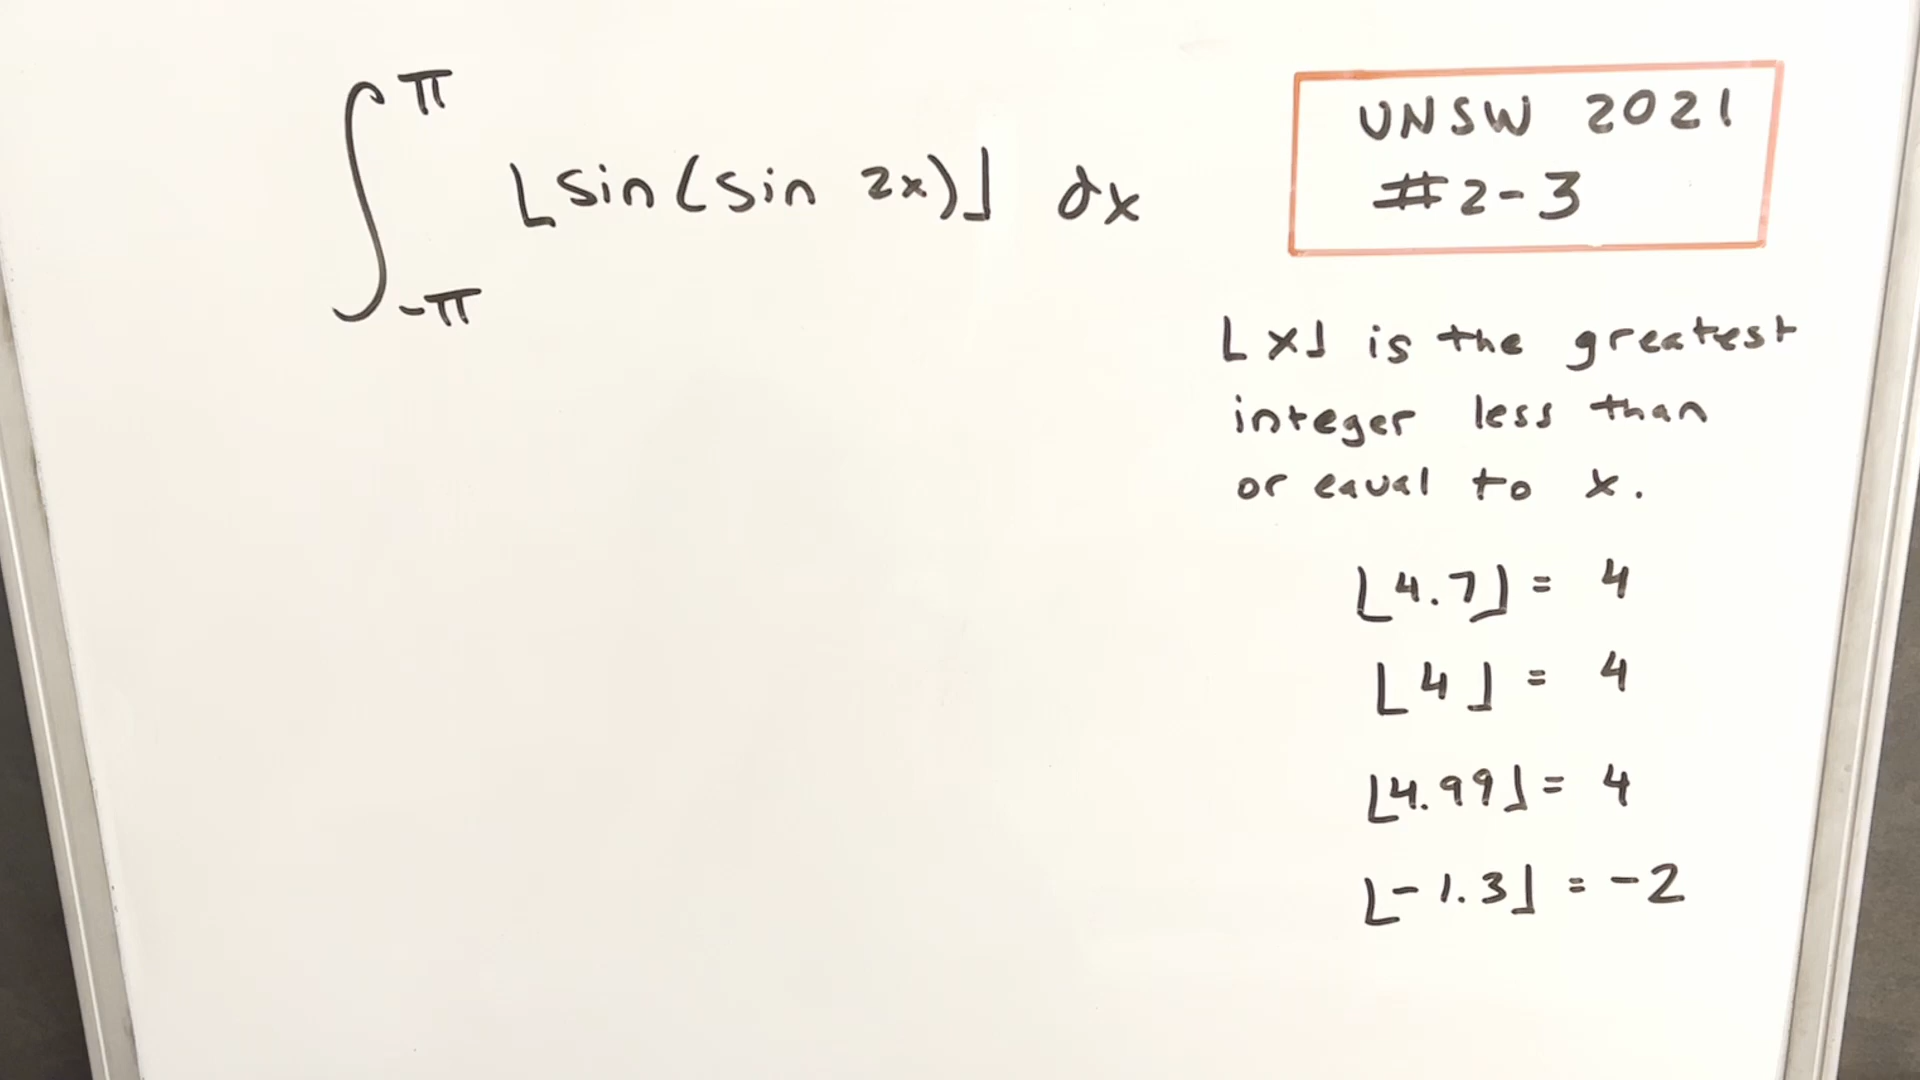 ∫_{-π}^{π} ⌊sin(sin 2x)⌋ dx
UNSW 2021
#2-3
⌊x⌋ is the greatest
integer less than
or equal to x.
⌊4.7⌋ = 4
⌊4⌋ = 4
⌊4.99⌋ = 4
⌊-1.3⌋ = -2